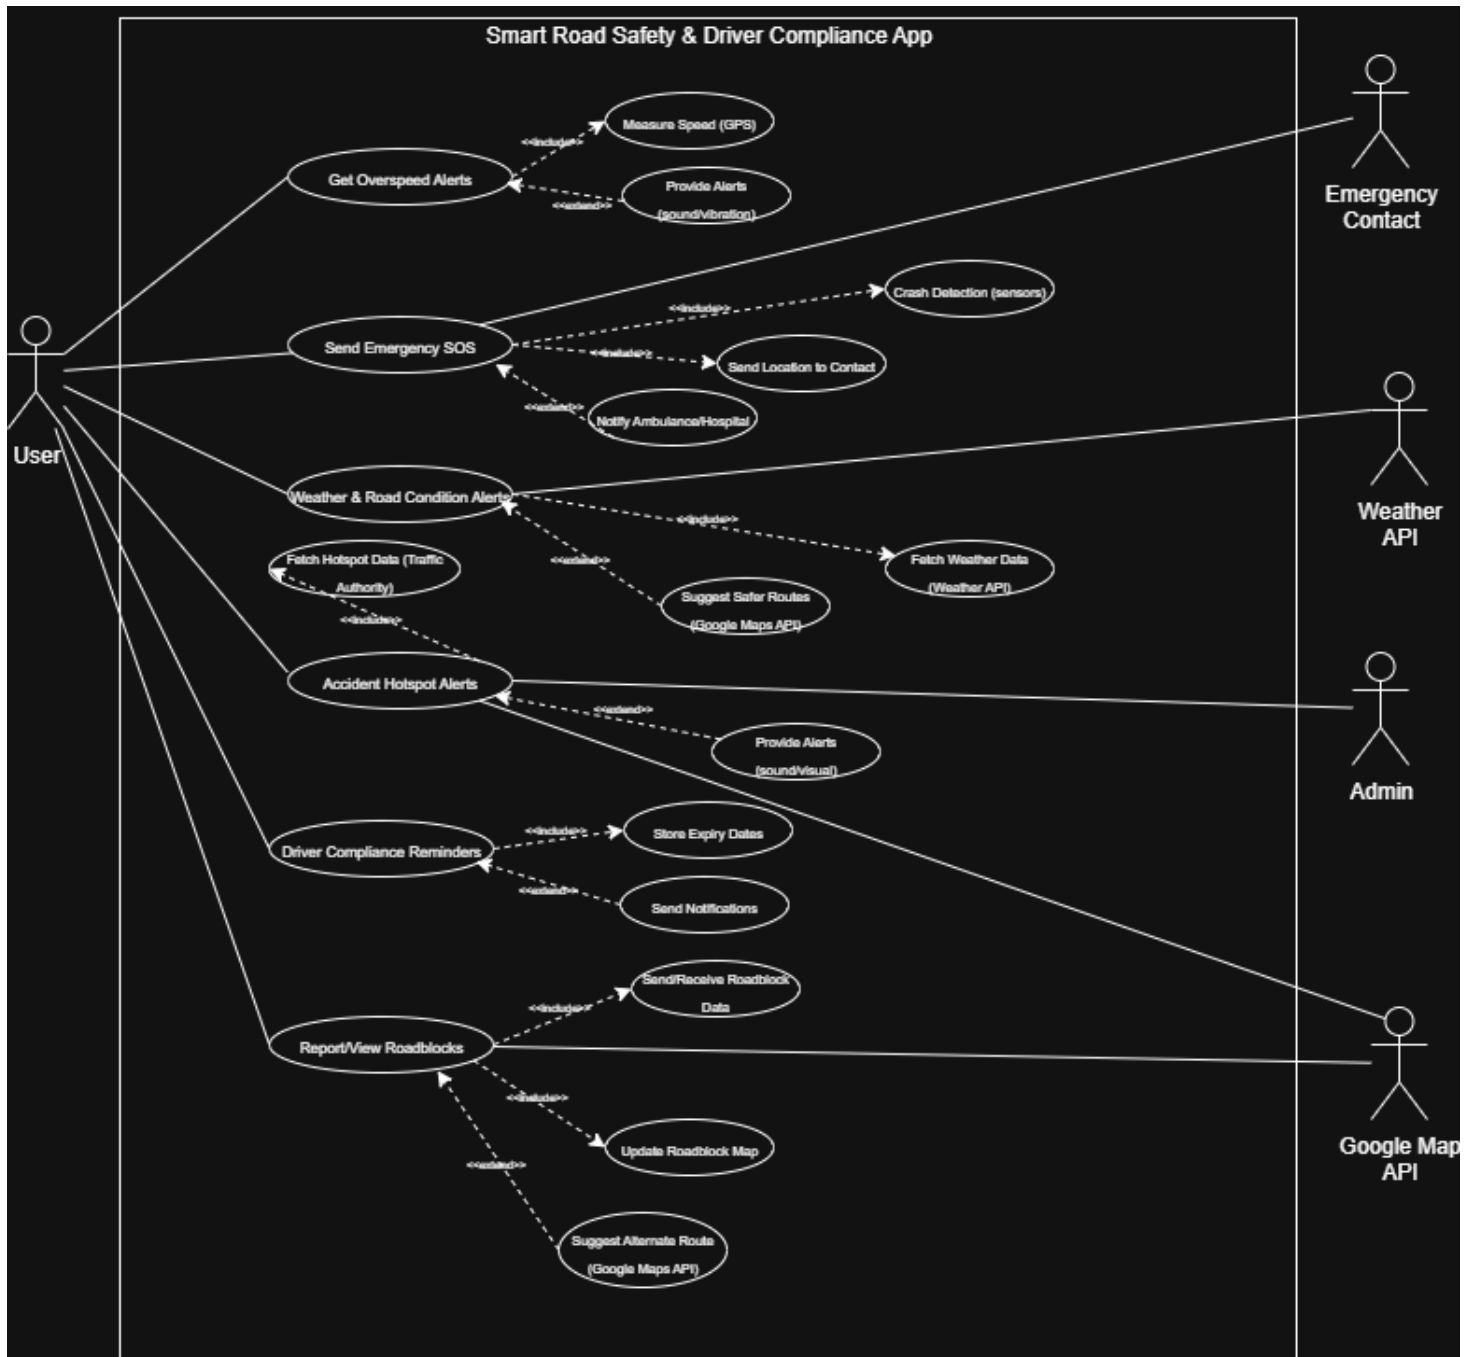 Smart Road Safety & Driver Compliance App
Measure Speed (GPS)
<<include>>
Get Overspeed Alerts
Provide Alerts
(sound/vibration)
<<extend>>
Emergency
Contact
Crash Detection (sensors)
<<include>>
Send Emergency SOS
<<include>>
Send Location to Contact
<<extend>>
Notify Ambulance/Hospital
User
Weather & Road Condition Alerts
Weather
API
<<include>>
Fetch Hotspot Data (Traffic
Authority)
<<extend>>
Fetch Weather Data
(Weather API)
Suggest Safer Routes
(Google Maps API)
<<include>>
Accident Hotspot Alerts
<<extend>>
Provide Alerts
(sound/visual)
Admin
<<include>>
Store Expiry Dates
Driver Compliance Reminders
<<extend>>
Send Notifications
Send/Receive Roadblock
Data
<<include>>
Report/View Roadblocks
<<include>>
Update Roadblock Map
Google Map
API
<<extend>>
Suggest Alternate Route
(Google Maps API)